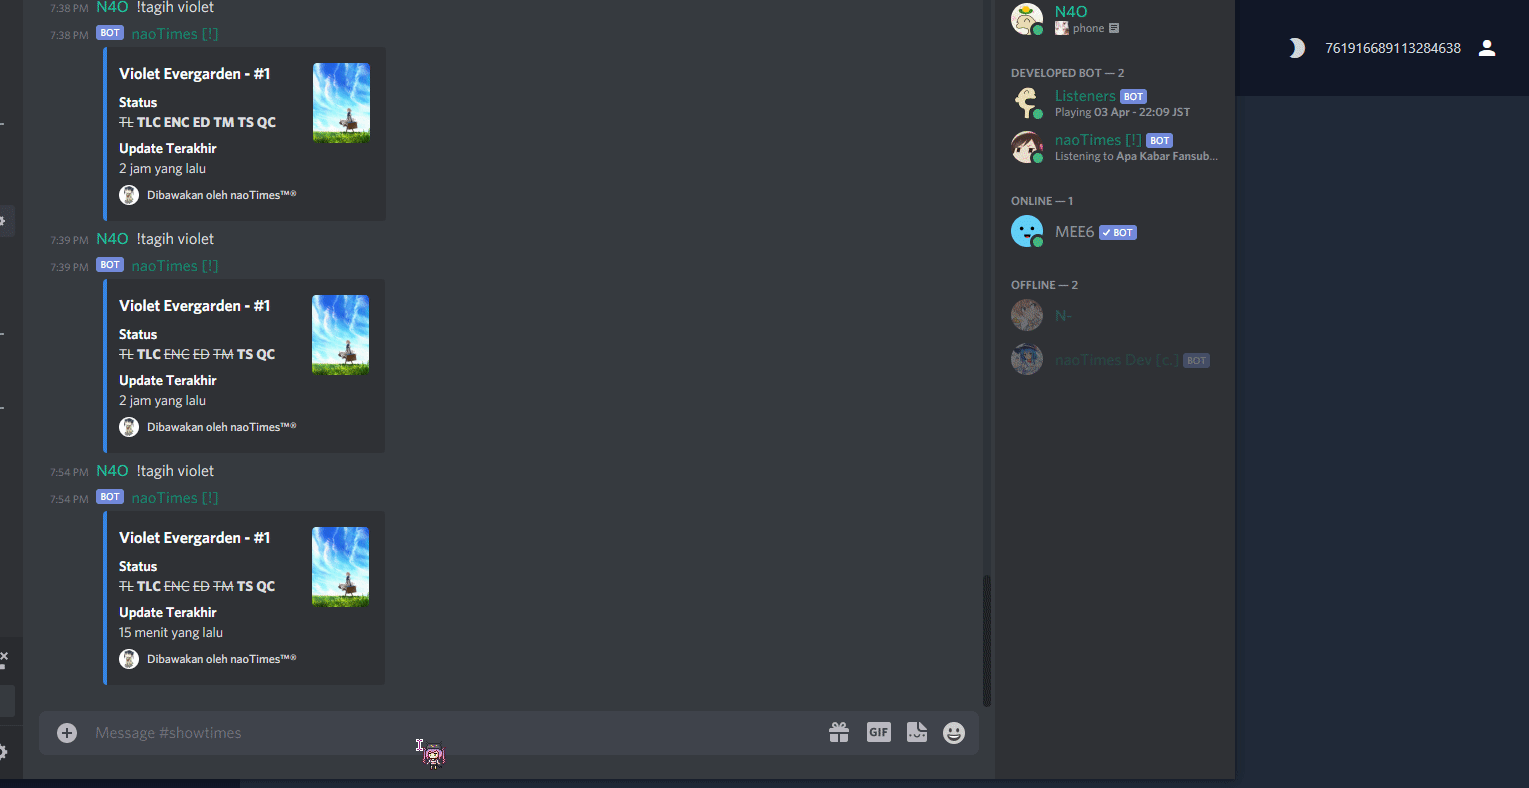 7:38 PM N4O !tagih violet
7:38 PM BOT naoTimes [!]
Violet Evergarden - #1
Status
TL TLC ENC ED TM TS QC
Update Terakhir
2 jam yang lalu
Dibawakan oleh naoTimes™®
7:39 PM N4O !tagih violet
7:39 PM BOT naoTimes [!]
Violet Evergarden - #1
Status
TL TLC ENC ED TM TS QC
Update Terakhir
2 jam yang lalu
Dibawakan oleh naoTimes™®
7:54 PM N4O !tagih violet
7:54 PM BOT naoTimes [!]
Violet Evergarden - #1
Status
TL TLC ENC ED TM TS QC
Update Terakhir
15 menit yang lalu
Dibawakan oleh naoTimes™®
Message #showtimes
GIF
N4O
phone
DEVELOPED BOT — 2
Listeners BOT
Playing 03 Apr - 22:09 JST
naoTimes [!] BOT
Listening to Apa Kabar Fansub...
ONLINE — 1
MEE6 ✓ BOT
OFFLINE — 2
N-
naoTimes Dev [c.] BOT
761916689113284638